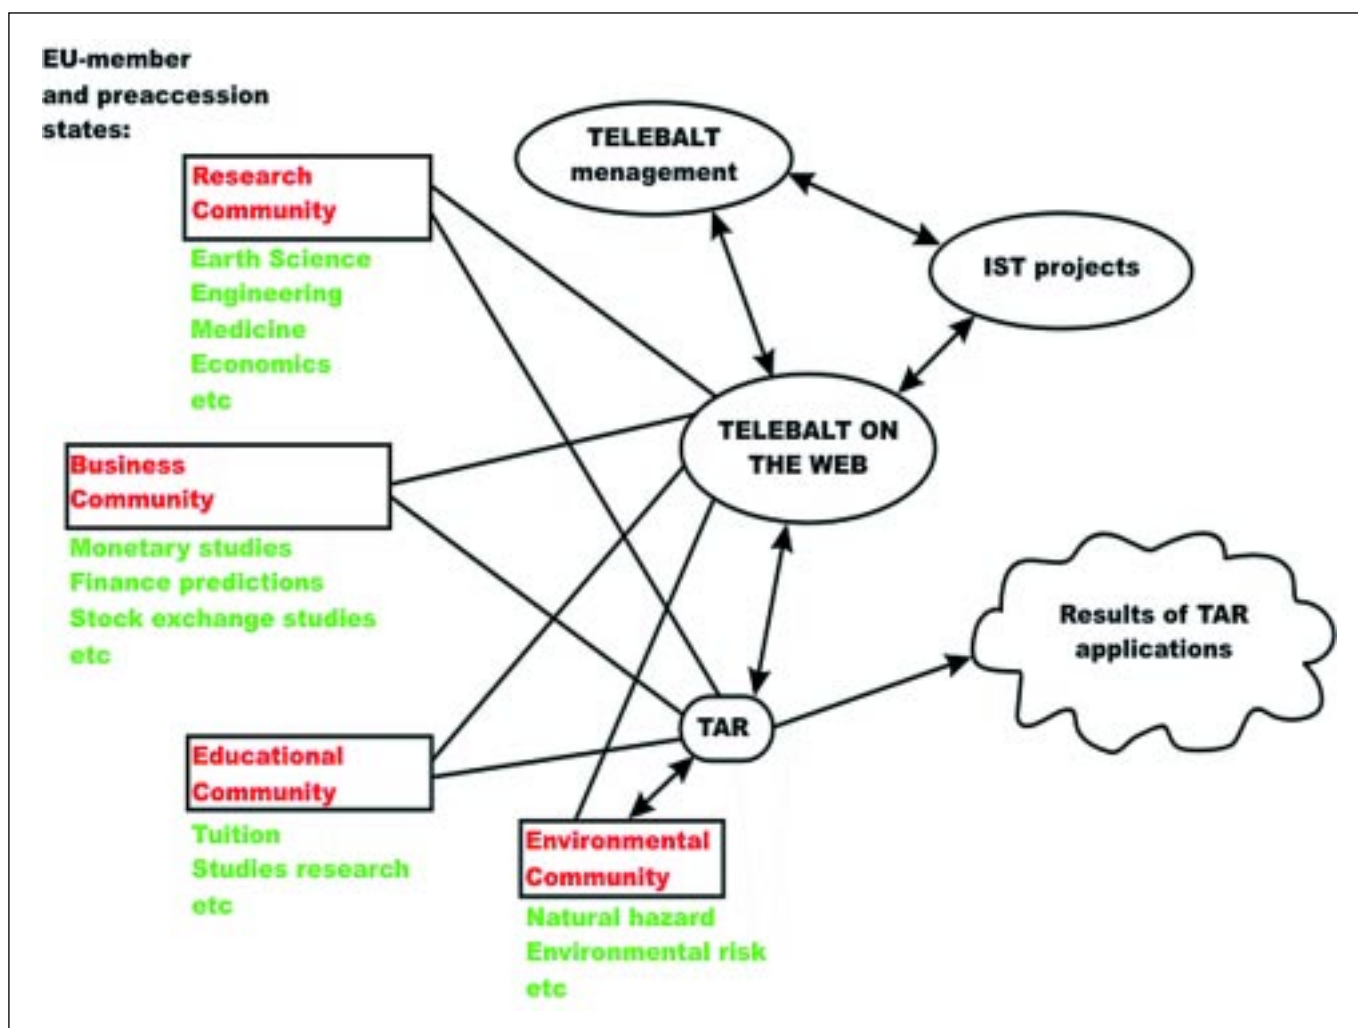 EU-member
and preaccession
states:
Research
Community
Earth Science
Engineering
Medicine
Economics
etc
Business
Community
Monetary studies
Finance predictions
Stock exchange studies
etc
Educational
Community
Tuition
Studies research
etc
Environmental
Community
Natural hazard
Environmental risk
etc
TELEBALT
menagement
IST projects
TELEBALT ON
THE WEB
TAR
Results of TAR
applications